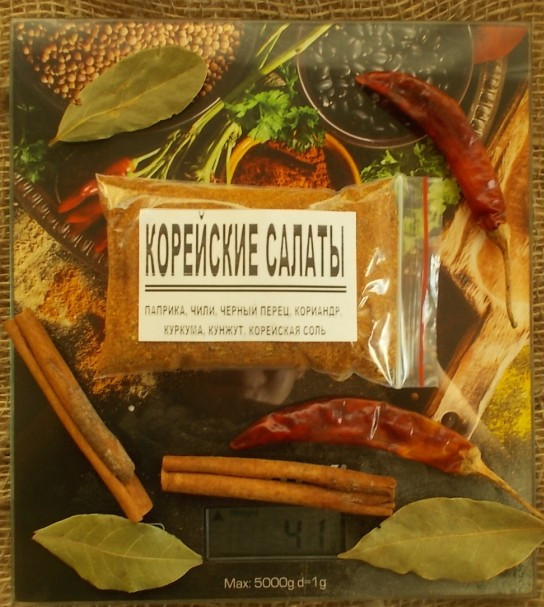 КОРЕЙСКИЕ САЛАТЫ
ПАПРИКА, ЧИЛИ, ЧЕРНЫЙ ПЕРЕЦ, КОРИАНДР,
КУРКУМА, КУНЖУТ, КОРЕЙСКАЯ СОЛЬ
41
Max: 5000g d=1g